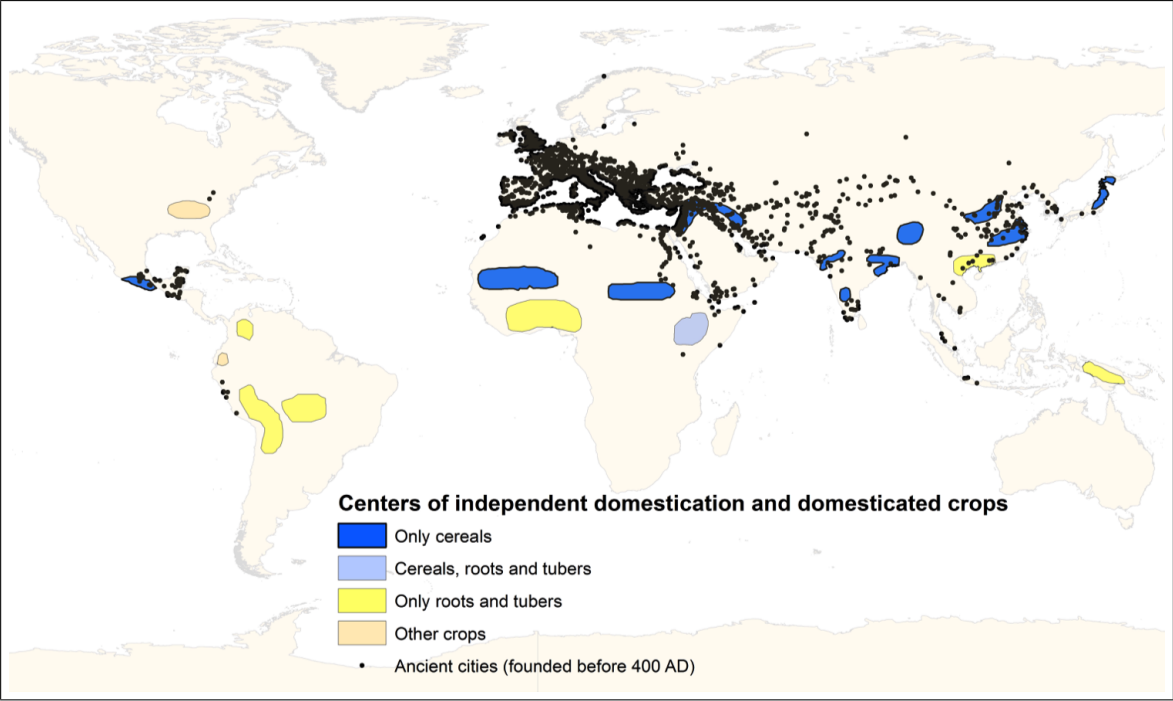 Centers of independent domestication and domesticated crops
Only cereals
Cereals, roots and tubers
Only roots and tubers
Other crops
Ancient cities (founded before 400 AD)